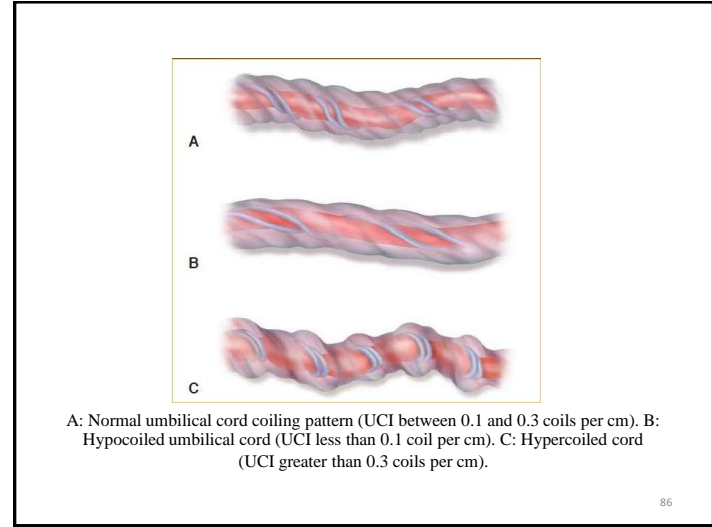 A
B
C
A: Normal umbilical cord coiling pattern (UCI between 0.1 and 0.3 coils per cm). B:
Hypocoiled umbilical cord (UCI less than 0.1 coil per cm). C: Hypercoiled cord
(UCI greater than 0.3 coils per cm).
86